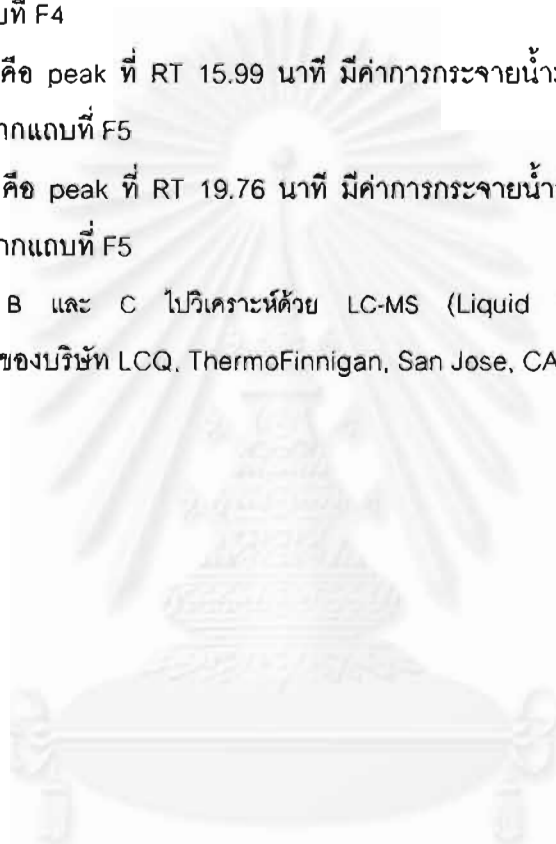 บที่ F4
คือ peak ที่ RT 15.99 นาที มีค่าการกระจายน้ำ
ากแถบที่ F5
คือ peak ที่ RT 19.76 นาที มีค่าการกระจายน้ำ
ากแถบที่ F5
B และ C ไปวิเคราะห์ด้วย LC-MS (Liquid
ของบริษัท LCQ, ThermoFinnigan, San Jose, CA